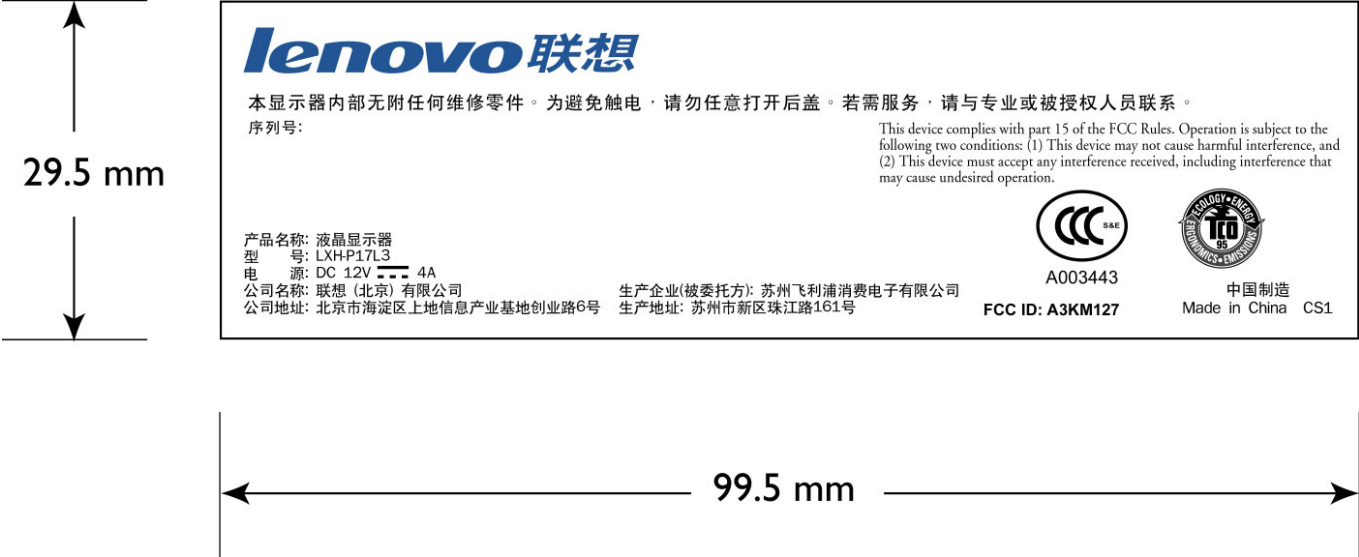 lenovo联想
本显示器内部无附任何维修零件。为避免触电,请勿任意打开后盖。若需服务,请与专业或被授权人员联系。
序列号:
This device complies with part 15 of the FCC Rules. Operation is subject to the
following two conditions: (1) This device may not cause harmful interference, and
(2) This device must accept any interference received, including interference that
may cause undesired operation.
29.5 mm
CCC S&E
A003443
ECOLOGY•ENERGY
TCO
95
ERGONOMICS•EMISSIONS
产品名称: 液晶显示器
型 号: LXH-P17L3
电 源: DC 12V 4A
公司名称: 联想 (北京) 有限公司
公司地址: 北京市海淀区上地信息产业基地创业路6号
生产企业(被委托方): 苏州飞利浦消费电子有限公司
生产地址: 苏州市新区珠江路161号
FCC ID: A3KM127
中国制造
Made in China CS1
99.5 mm